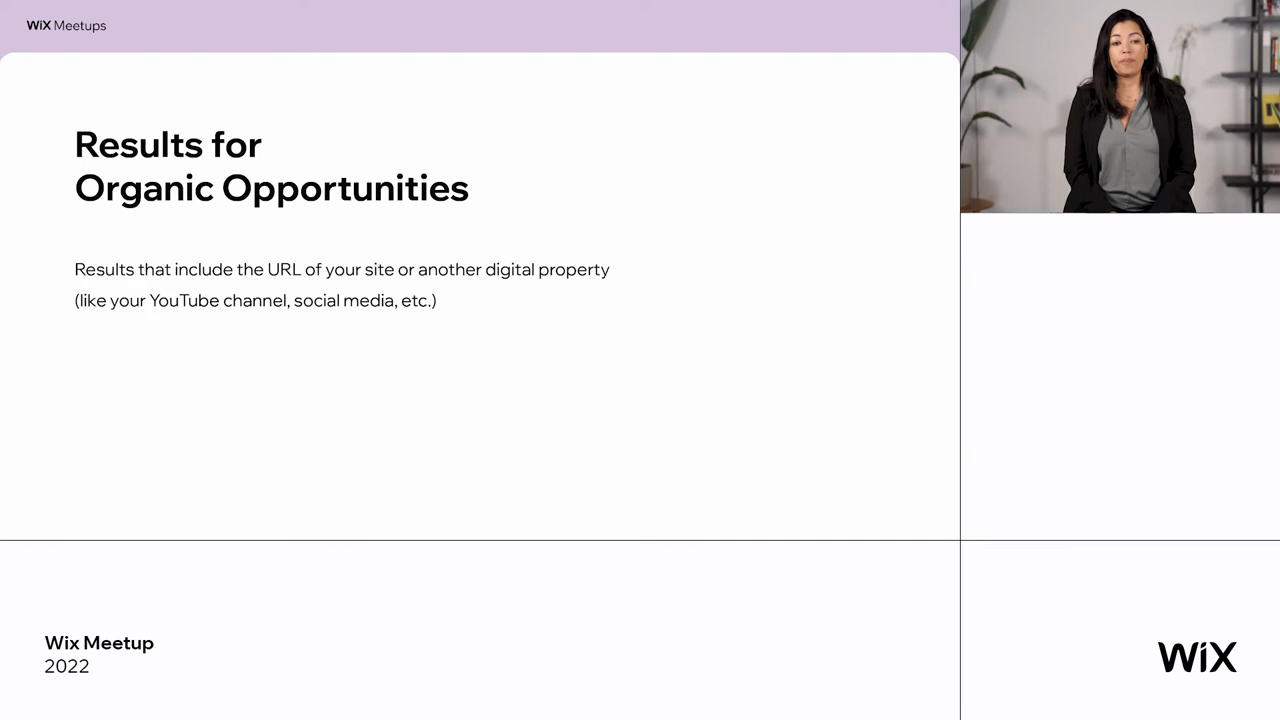 WiX Meetups
Results for
Organic Opportunities
Results that include the URL of your site or another digital property
(like your YouTube channel, social media, etc.)
Wix Meetup
2022
WiX